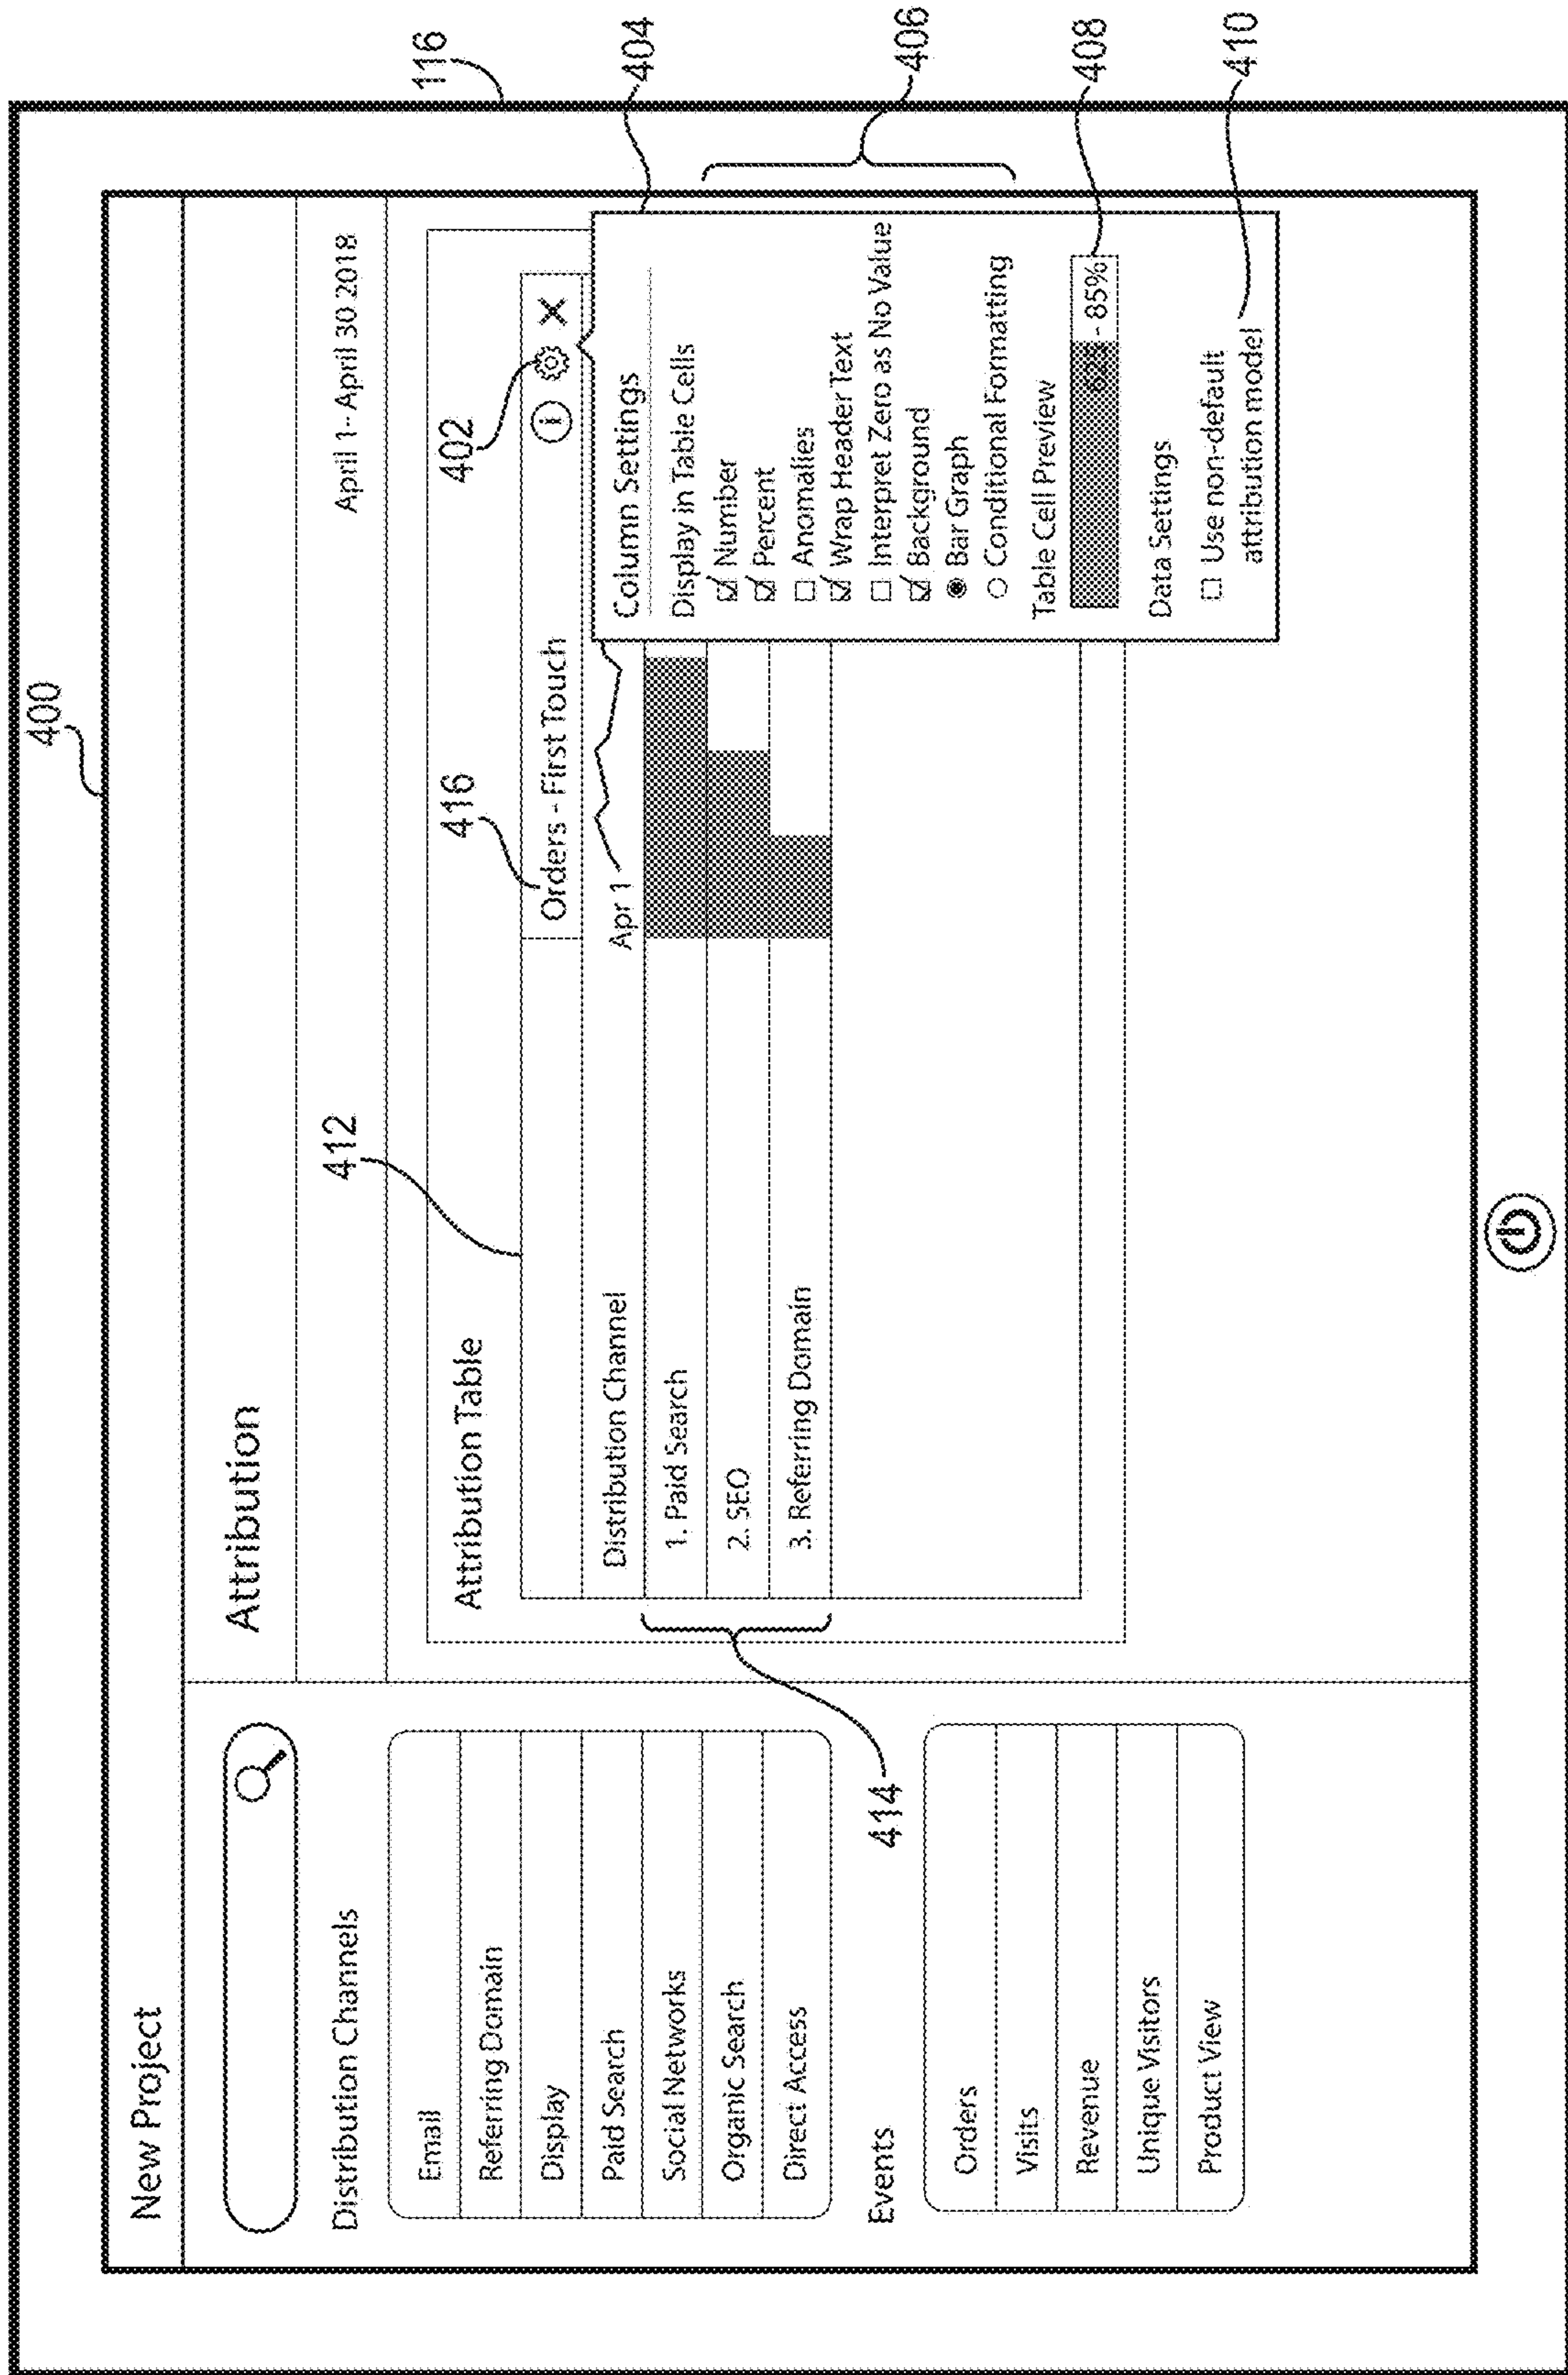 400
116
New Project
Attribution
April 1 - April 30 2018
Distribution Channels
Email
Referring Domain
Display
Paid Search
Social Networks
Organic Search
Direct Access
Events
Orders
Visits
Revenue
Unique Visitors
Product View
412
416
402
Attribution Table
Orders - First Touch
i
Distribution Channel
Apr 1
1. Paid Search
2. SEO
3. Referring Domain
414
404
Column Settings
Display in Table Cells
Number
Percent
Anomalies
Wrap Header Text
Interpret Zero as No Value
Background
Bar Graph
Conditional Formatting
406
Table Cell Preview
- 85%
408
Data Settings
Use non-default
attribution model
410